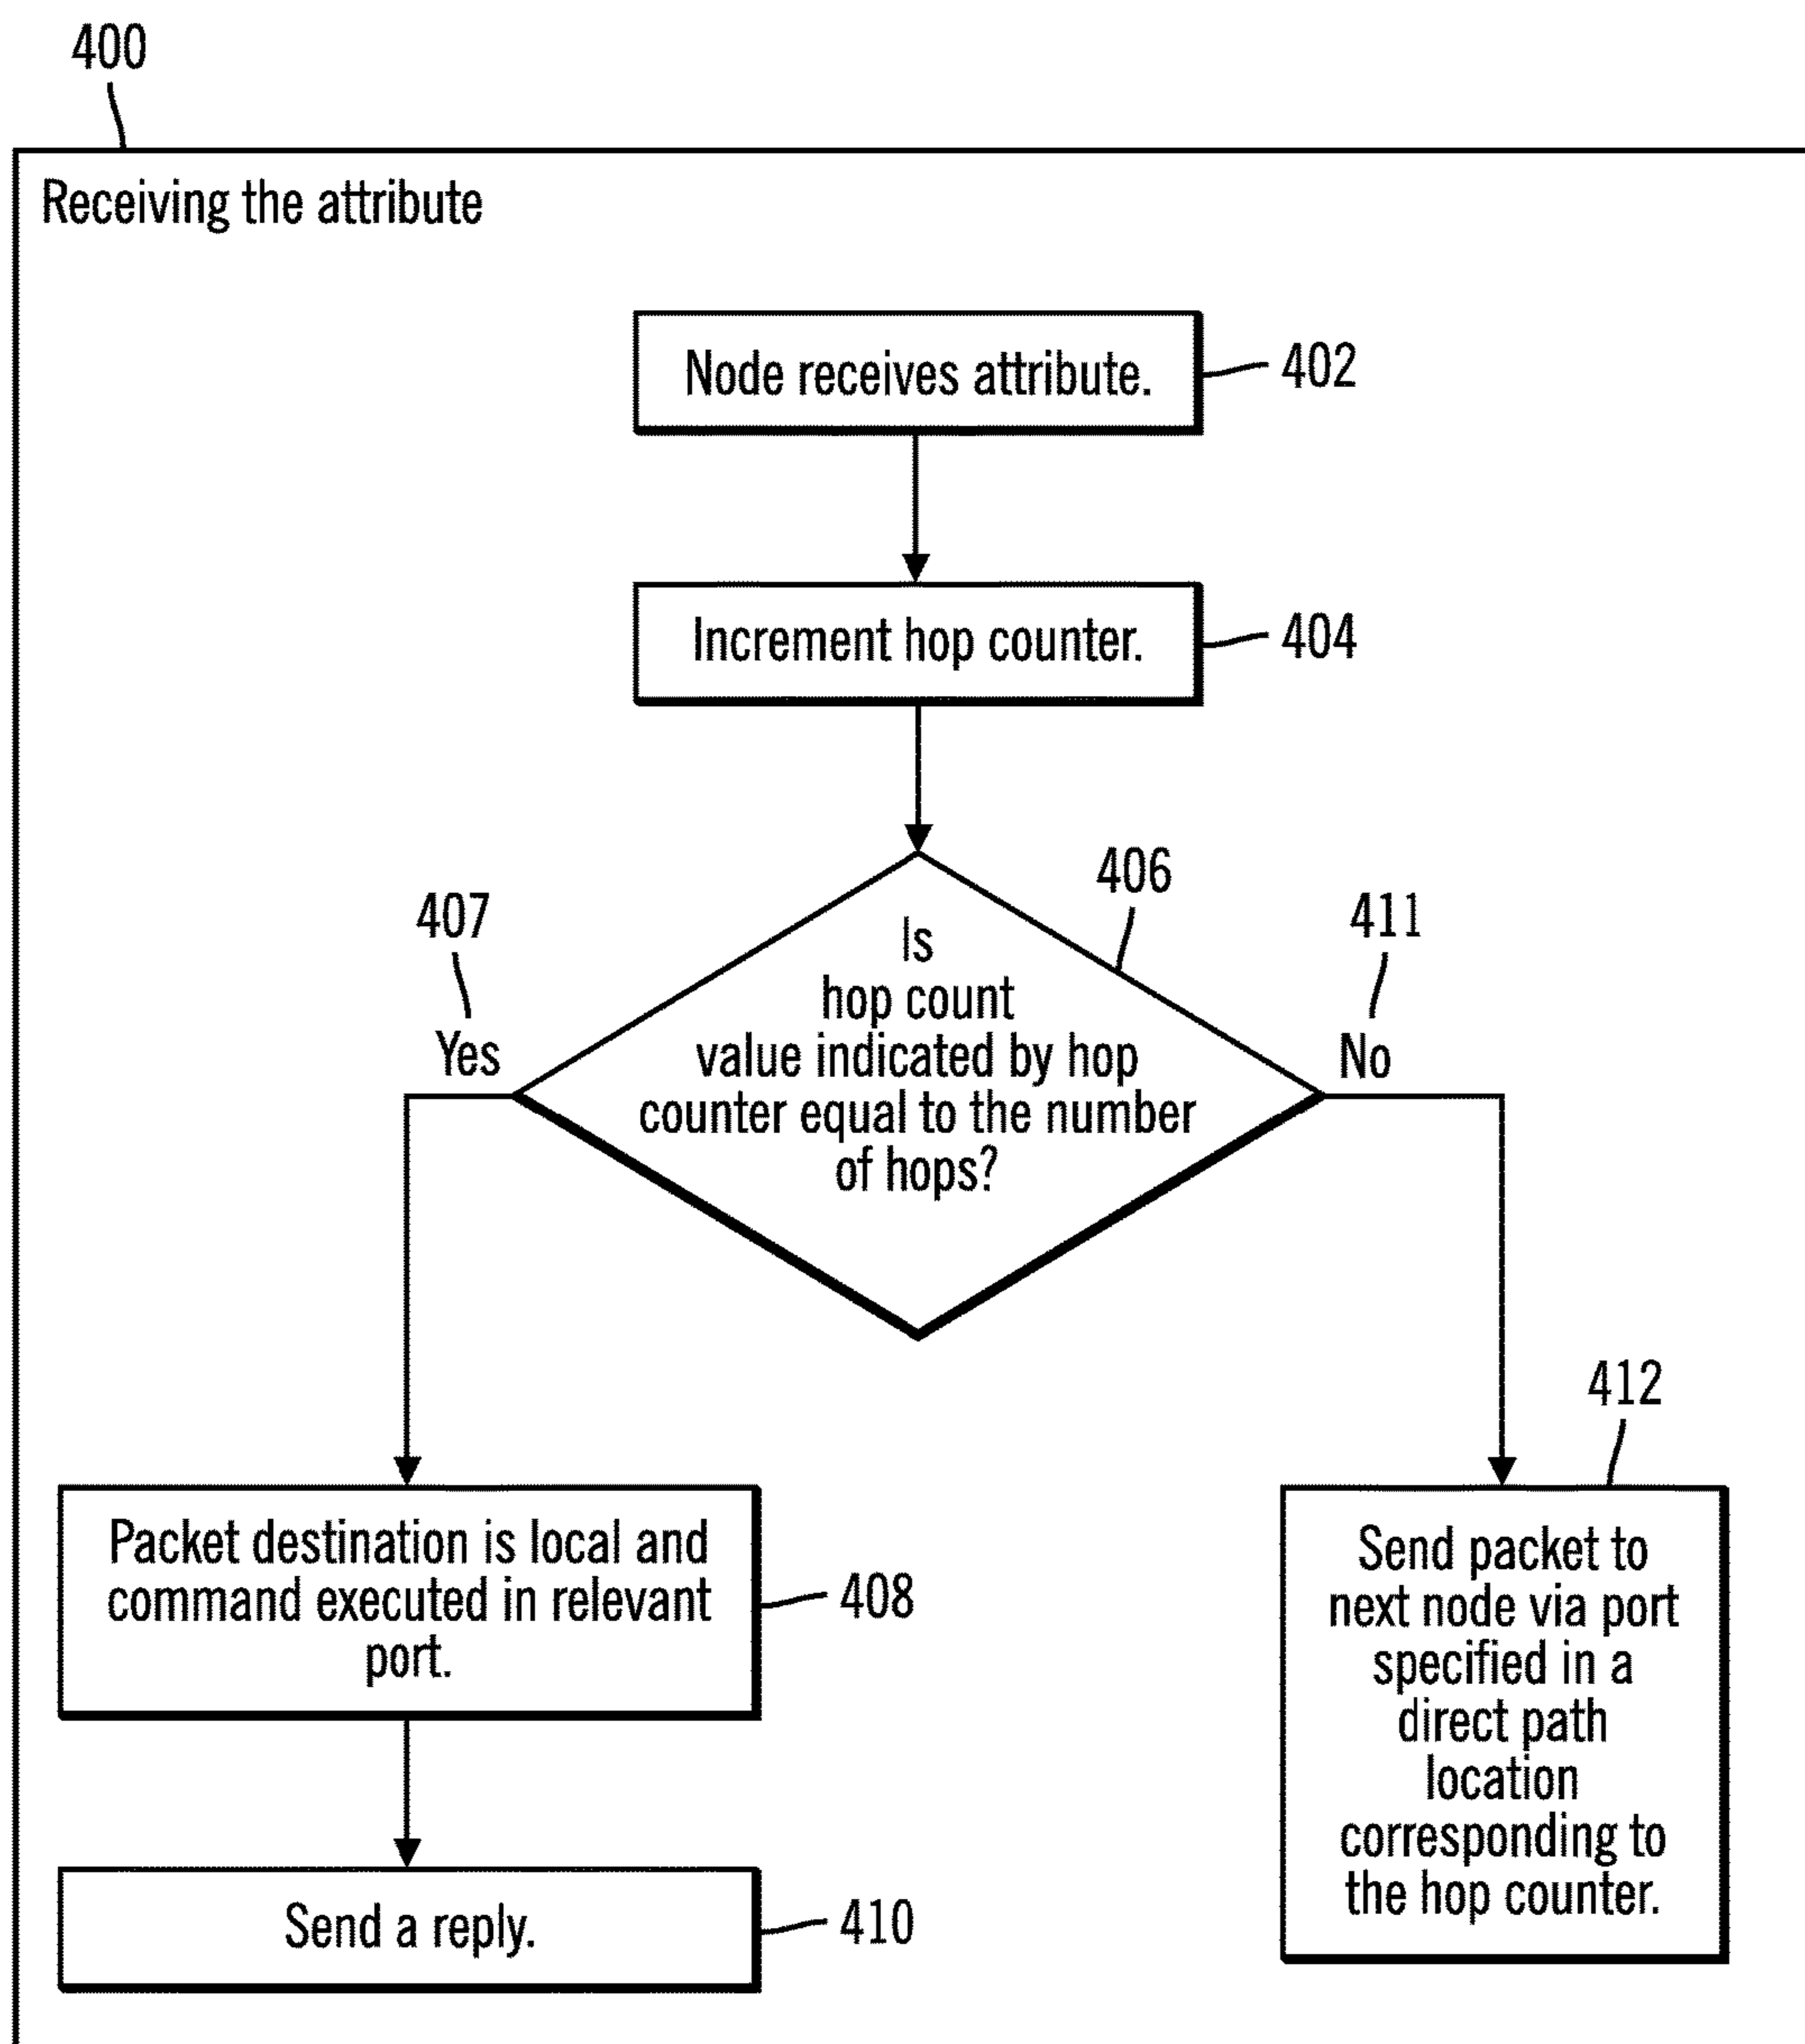 400
Receiving the attribute
Node receives attribute.
402
Increment hop counter.
404
406
407
411
Is
hop count
value indicated by hop
counter equal to the number
of hops?
Yes
No
412
Packet destination is local and
command executed in relevant
port.
408
Send packet to
next node via port
specified in a
direct path
location
corresponding to
the hop counter.
Send a reply.
410